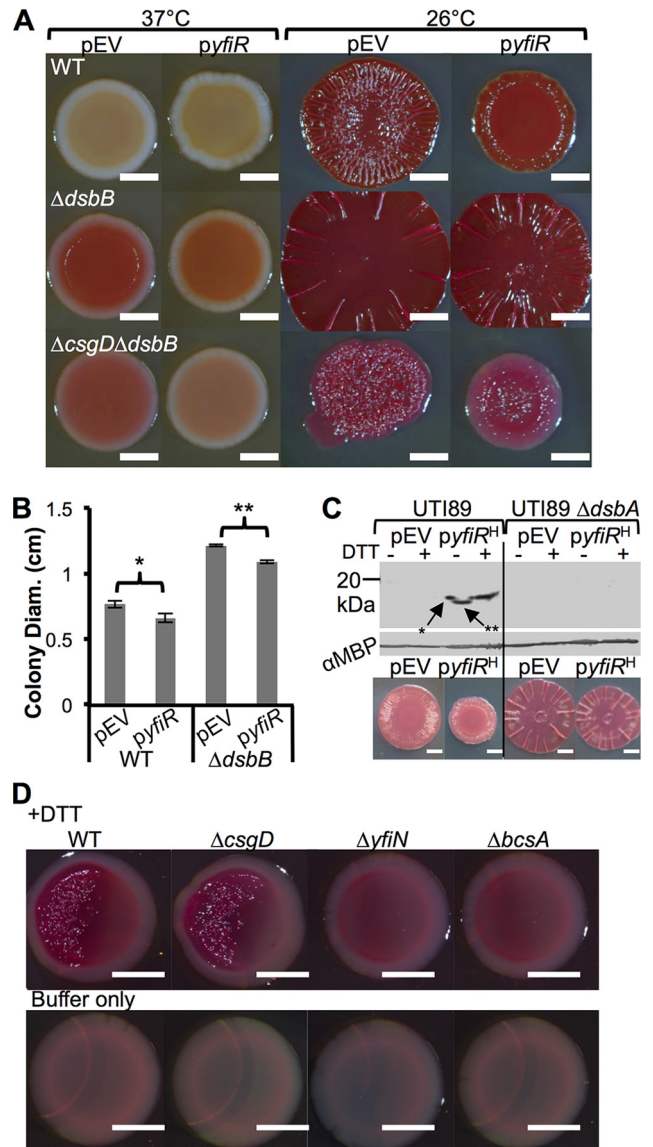 A
37°C 26°C
pEV pyfiR pEV pyfiR
WT
ΔdsbB
ΔcsgDΔdsbB
B
Colony Diam. (cm)
1.5
1
0.5
0
* **
pEV pyfiR pEV pyfiR
WT ΔdsbB
C
UTI89 UTI89 ΔdsbA
pEV pyfiRᴴ pEV pyfiRᴴ
DTT - + - + - + - +
20
kDa
* **
αMBP
pEV pyfiRᴴ pEV pyfiRᴴ
D
+DTT
WT ΔcsgD ΔyfiN ΔbcsA
Buffer only